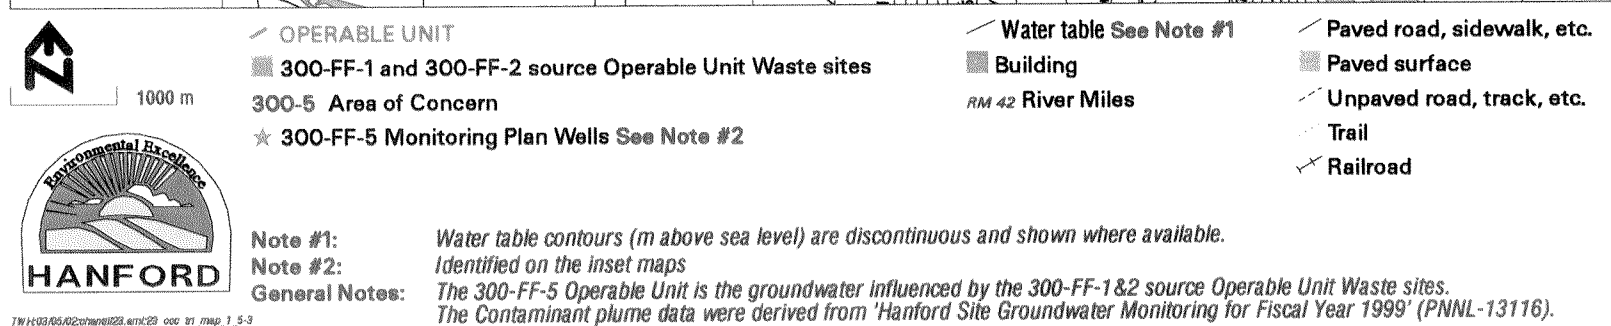 OPERABLE UNIT
300-FF-1 and 300-FF-2 source Operable Unit Waste sites
300-5 Area of Concern
300-FF-5 Monitoring Plan Wells See Note #2
Water table See Note #1
Building
RM 42 River Miles
Paved road, sidewalk, etc.
Paved surface
Unpaved road, track, etc.
Trail
Railroad
N
1000 m
Environmental Excellence
HANFORD
Note #1: Water table contours (m above sea level) are discontinuous and shown where available.
Note #2: Identified on the inset maps
General Notes: The 300-FF-5 Operable Unit is the groundwater influenced by the 300-FF-1&2 source Operable Unit Waste sites.
The Contaminant plume data were derived from 'Hanford Site Groundwater Monitoring for Fiscal Year 1999' (PNNL-13116).